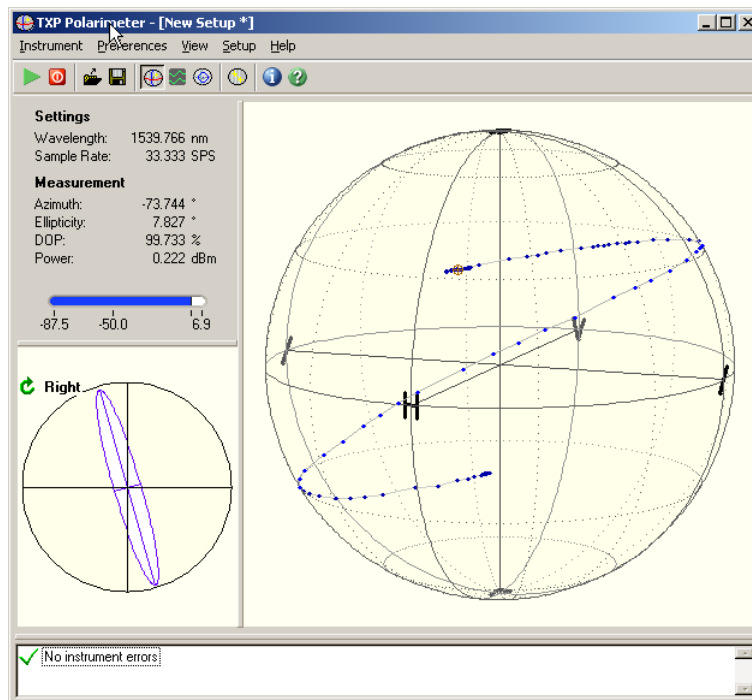 TXP Polarimeter - [New Setup *]
Instrument Preferences View Setup Help
Settings
Wavelength: 1539.766 nm
Sample Rate: 33.333 SPS
Measurement
Azimuth: -73.744 °
Ellipticity: 7.827 °
DOP: 99.733 %
Power: 0.222 dBm
-87.5 -50.0 6.9
Right
V
H
No instrument errors